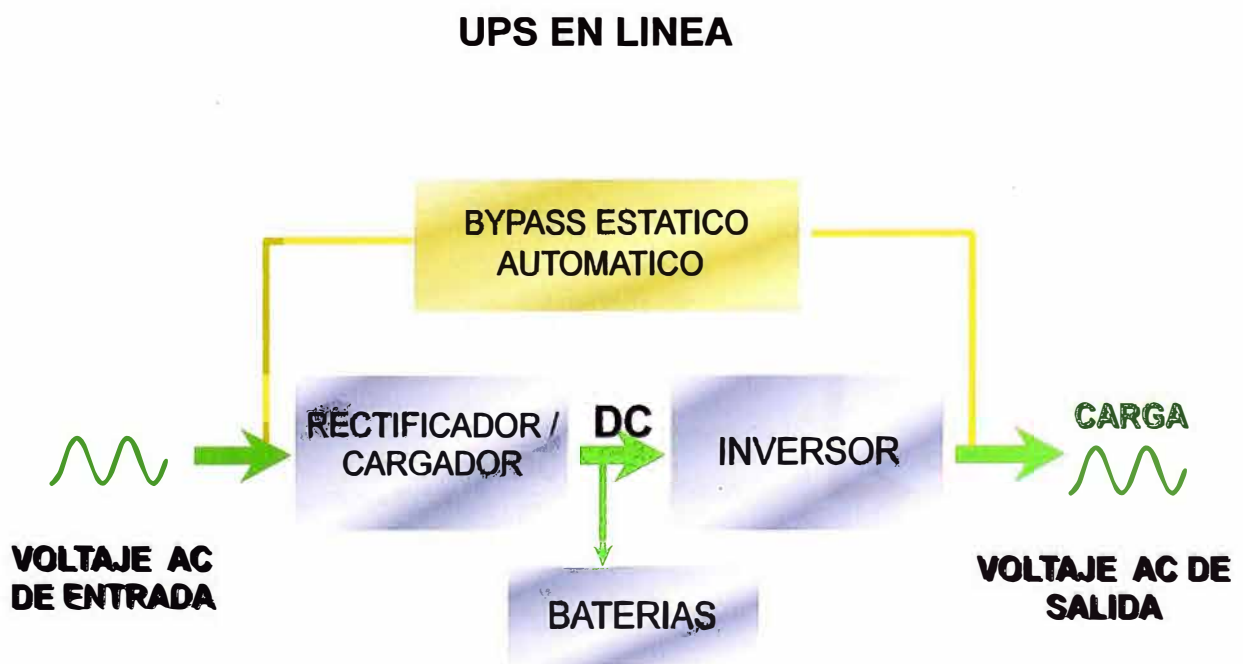 UPS EN LINEA
BYPASS ESTATICO
AUTOMATICO
RECTIFICADOR /
CARGADOR
DC
INVERSOR
CARGA
VOLTAJE AC
DE ENTRADA
BATERIAS
VOLTAJE AC DE
SALIDA